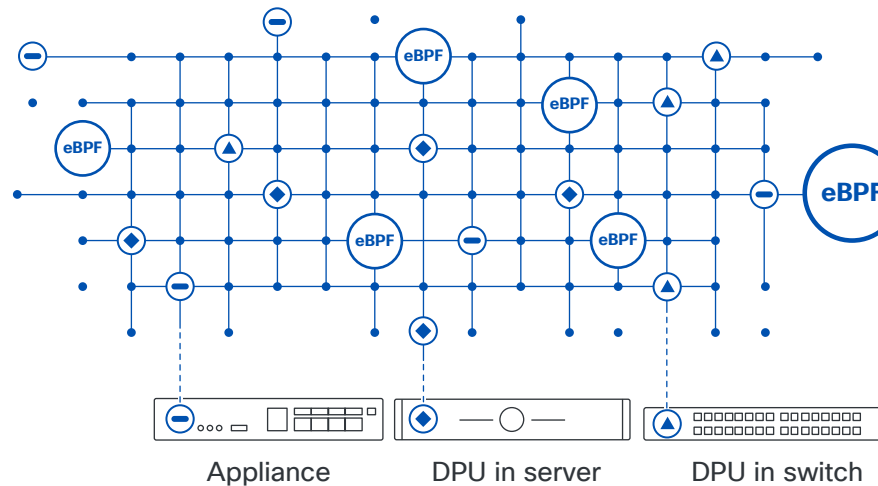 eBPF
eBPF
eBPF
eBPF
eBPF
eBPF
Appliance
DPU in server
DPU in switch